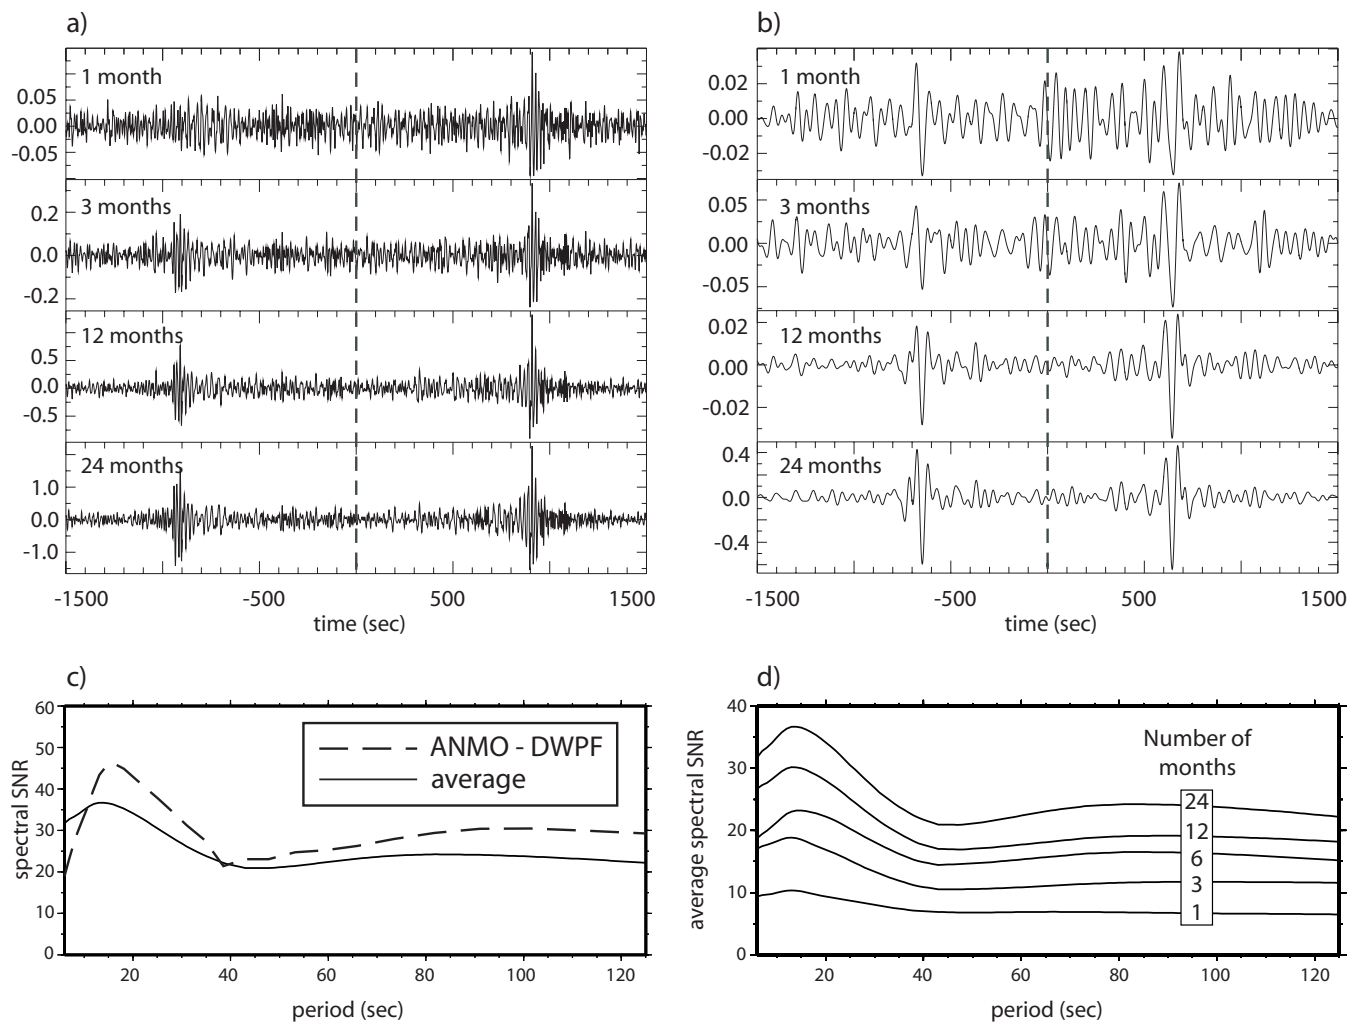 a)
1 month
0.05
0.00
-0.05
3 months
0.2
0.0
-0.2
12 months
0.5
0.0
-0.5
24 months
1.0
0.0
-1.0
-1500 -500 500 1500
time (sec)
b)
1 month
0.02
0.00
-0.02
3 months
0.05
0.00
-0.05
12 months
0.02
0.00
-0.02
24 months
0.4
0.0
-0.4
-1500 -500 500 1500
time (sec)
c)
spectral SNR
60
50
40
30
20
10
0
ANMO - DWPF
average
20 40 60 80 100 120
period (sec)
d)
average spectral SNR
40
30
20
10
0
Number of
months
24
12
6
3
1
20 40 60 80 100 120
period (sec)